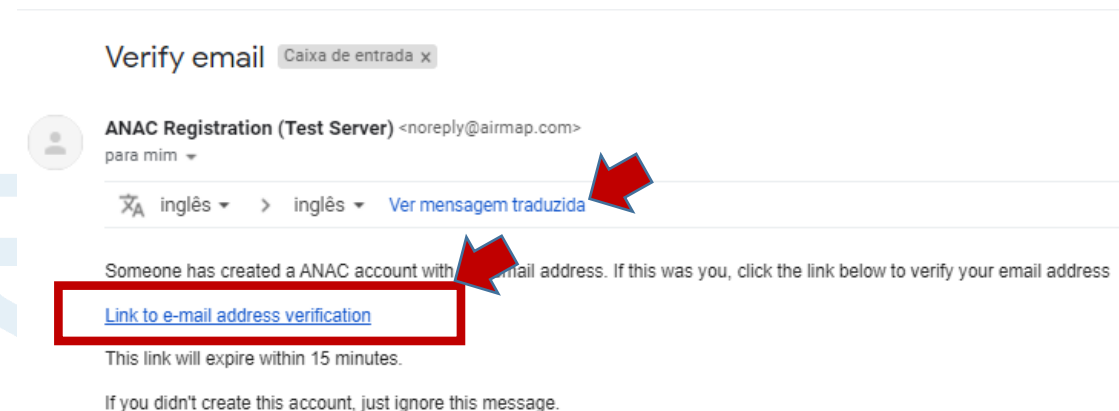 Verify email Caixa de entrada x
ANAC Registration (Test Server) <noreply@airmap.com>
para mim
inglês > inglês Ver mensagem traduzida
Someone has created a ANAC account with ail address. If this was you, click the link below to verify your email address
Link to e-mail address verification
This link will expire within 15 minutes.
If you didn't create this account, just ignore this message.